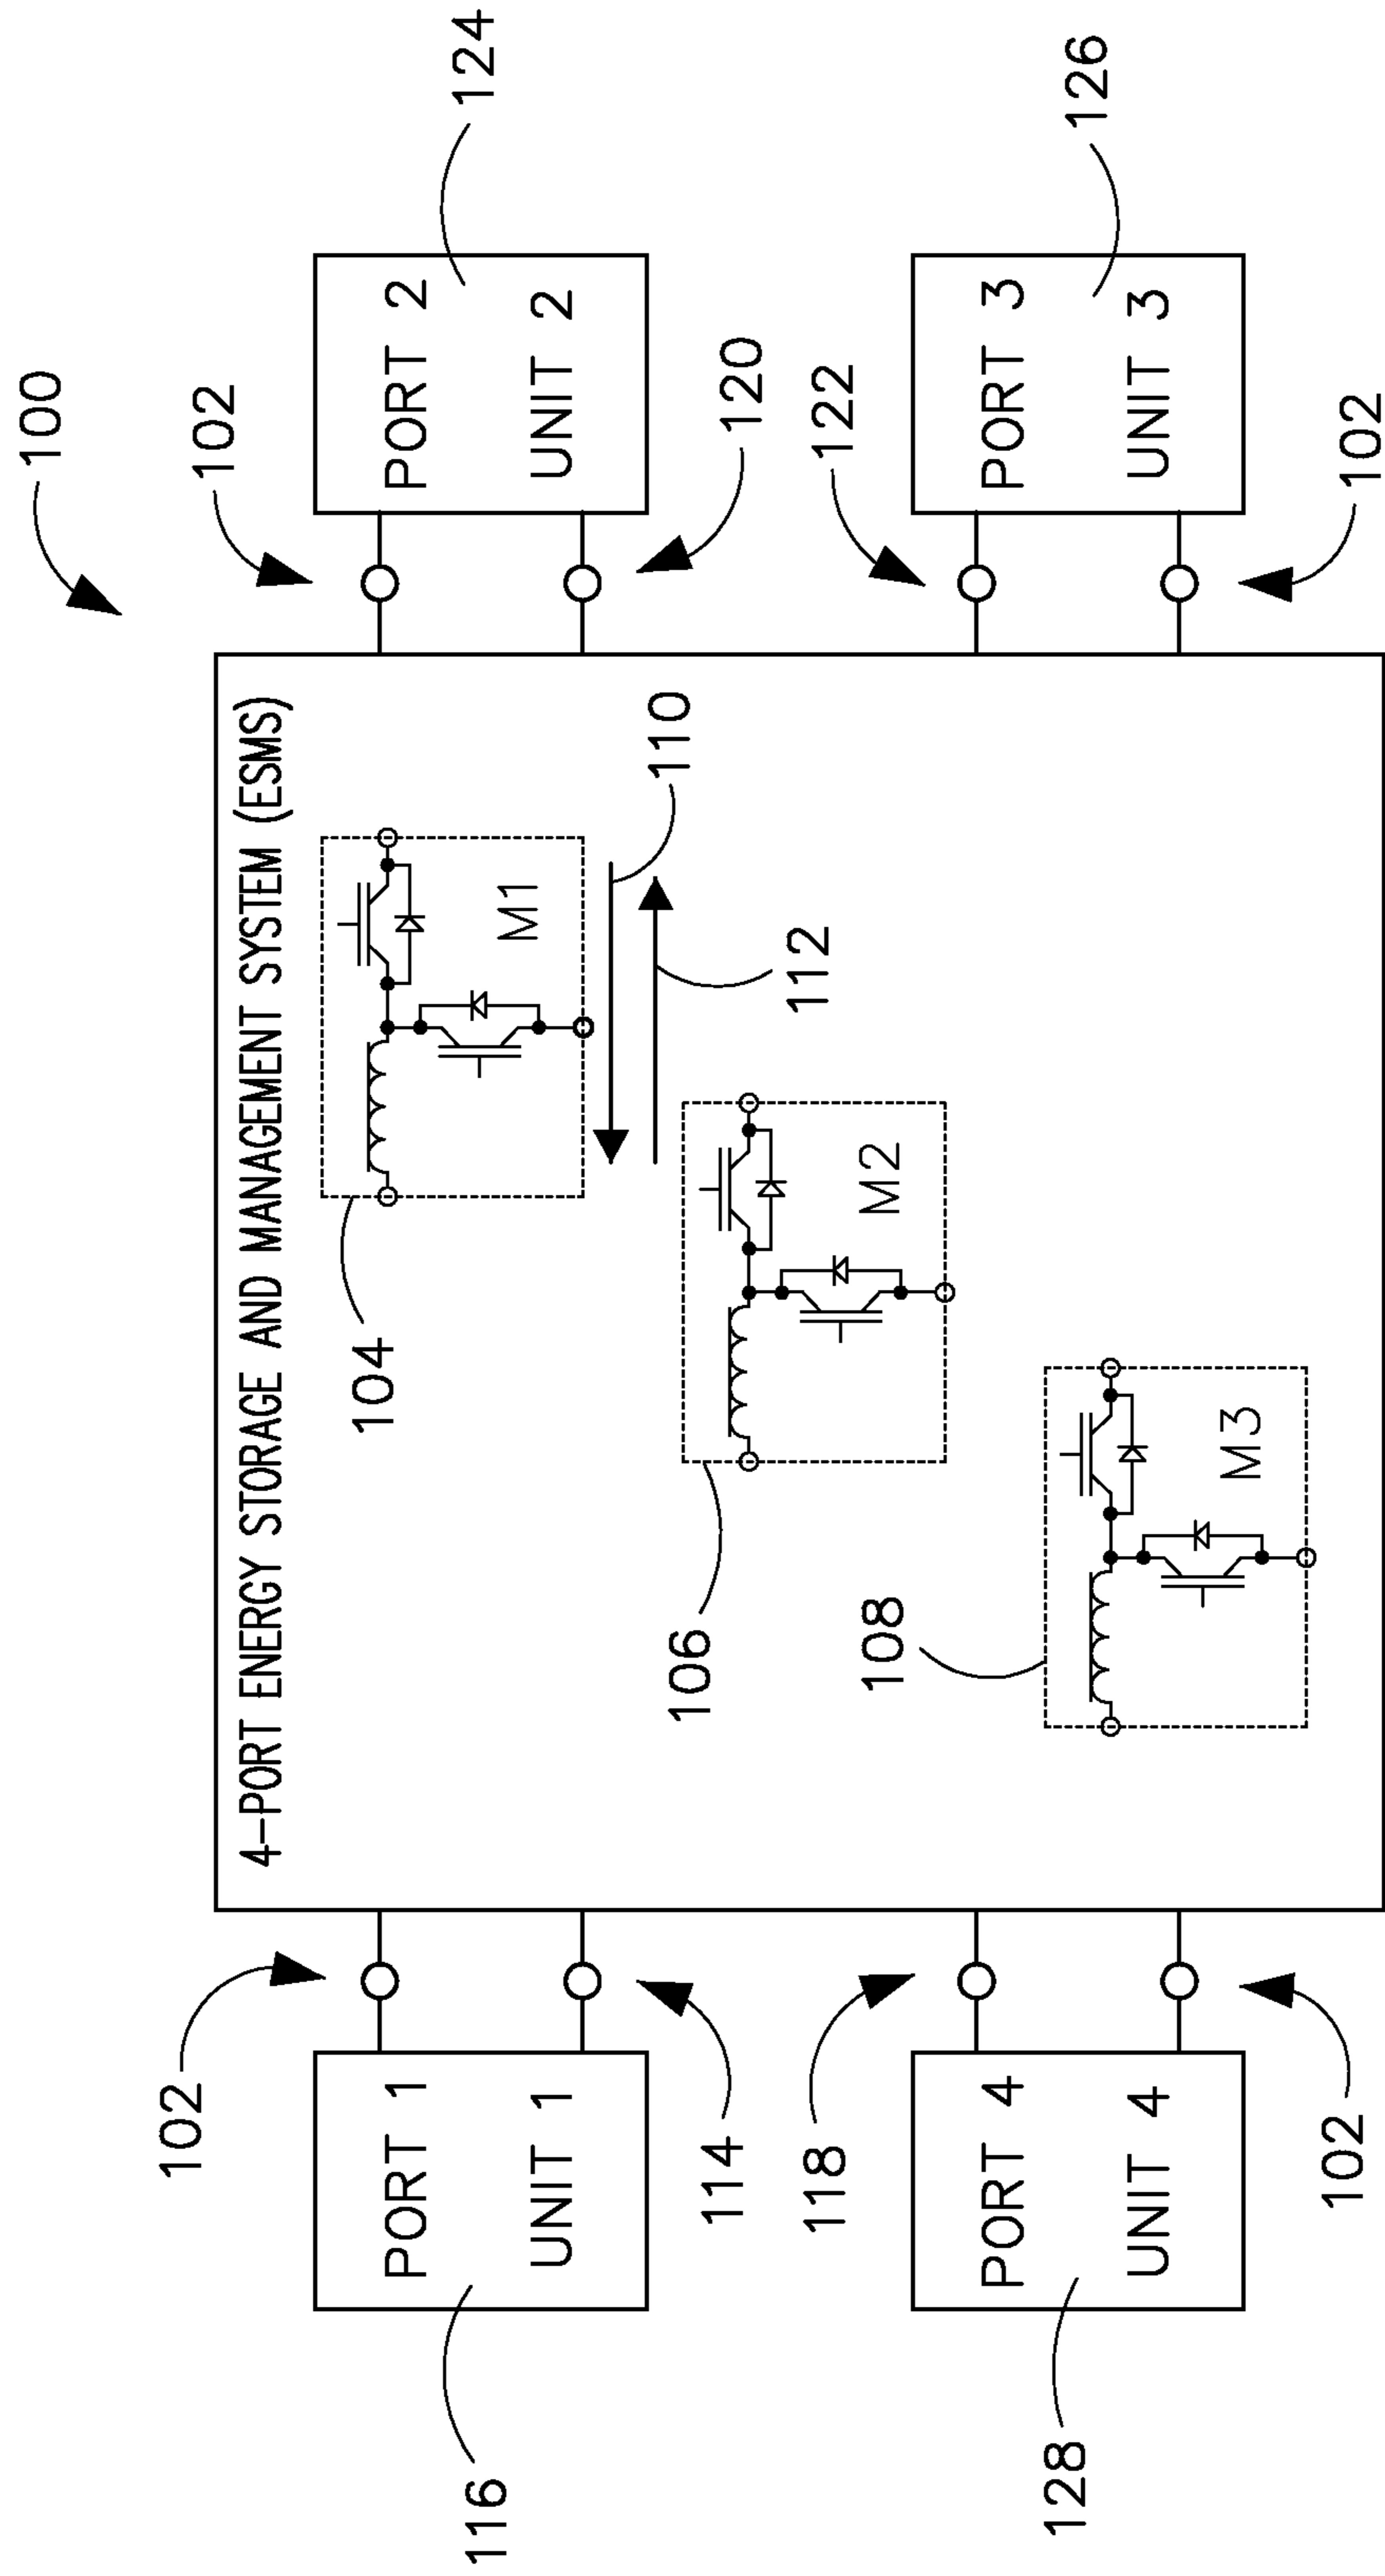 100
4-PORT ENERGY STORAGE AND MANAGEMENT SYSTEM (ESMS)
102
102
116
PORT 1
UNIT 1
114
104
M1
110
112
PORT 2
UNIT 2
124
120
106
M2
118
128
PORT 4
UNIT 4
102
108
M3
122
PORT 3
UNIT 3
126
102